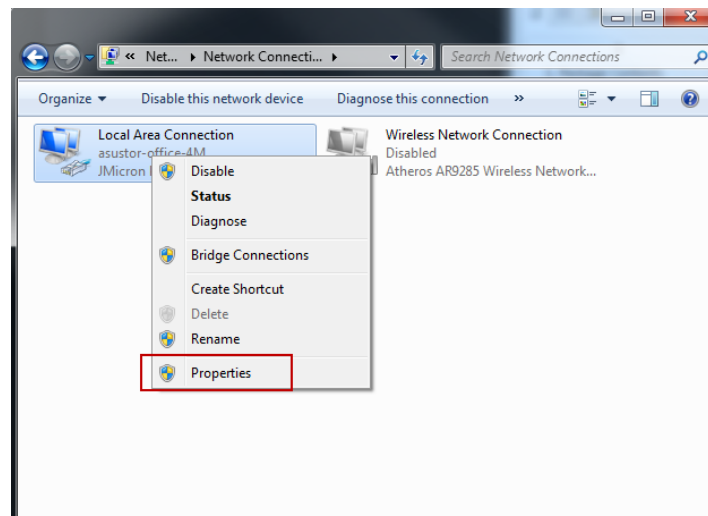 « Net... Network Connecti...
Search Network Connections
Organize
Disable this network device
Diagnose this connection
»
Local Area Connection
asustor-office-4M
JMicron
Wireless Network Connection
Disabled
Atheros AR9285 Wireless Network...
Disable
Status
Diagnose
Bridge Connections
Create Shortcut
Delete
Rename
Properties